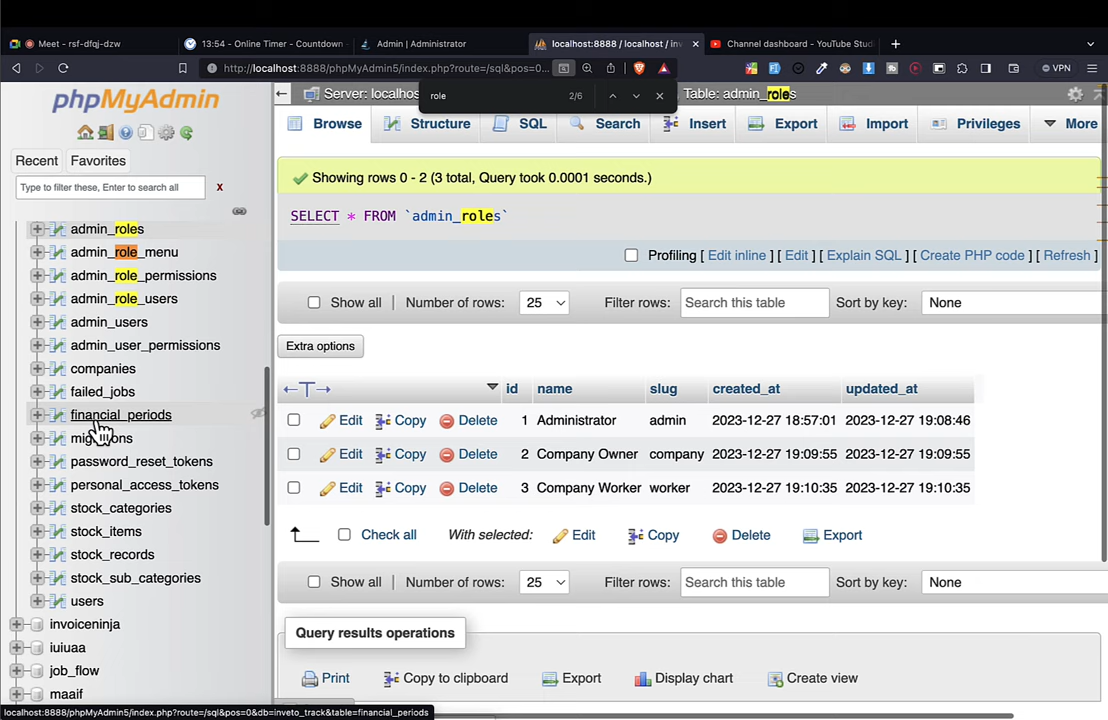 Meet - rsf-dfqj-dzw
13:54 - Online Timer - Countdown
Admin | Administrator
localhost:8888 / localhost / inv
Channel dashboard - YouTube Stud
http://localhost:8888/phpMyAdmin5/index.php?route=/sql&pos=0...
VPN
role
2/6
phpMyAdmin
Recent
Favorites
Type to filter these, Enter to search all
x
admin_roles
admin_role_menu
admin_role_permissions
admin_role_users
admin_users
admin_user_permissions
companies
failed_jobs
financial_periods
password_reset_tokens
personal_access_tokens
stock_categories
stock_items
stock_records
stock_sub_categories
users
invoiceninja
iuiuaa
job_flow
maaif
Server: localhos
Table: admin_roles
Browse
Structure
SQL
Search
Insert
Export
Import
Privileges
More
Showing rows 0 - 2 (3 total, Query took 0.0001 seconds.)
SELECT * FROM `admin_roles`
Profiling [ Edit inline ] [ Edit ] [ Explain SQL ] [ Create PHP code ] [ Refresh ]
Show all | Number of rows: 25 Filter rows: Search this table Sort by key: None
Extra options
id name slug created_at updated_at
Edit Copy Delete 1 Administrator admin 2023-12-27 18:57:01 2023-12-27 19:08:46
Edit Copy Delete 2 Company Owner company 2023-12-27 19:09:55 2023-12-27 19:09:55
Edit Copy Delete 3 Company Worker worker 2023-12-27 19:10:35 2023-12-27 19:10:35
Check all With selected: Edit Copy Delete Export
Show all | Number of rows: 25 Filter rows: Search this table Sort by key: None
Query results operations
Print Copy to clipboard Export Display chart Create view
localhost:8888/phpMyAdmin5/index.php?route=/sql&pos=0&db=inveto_track&table=financial_periods